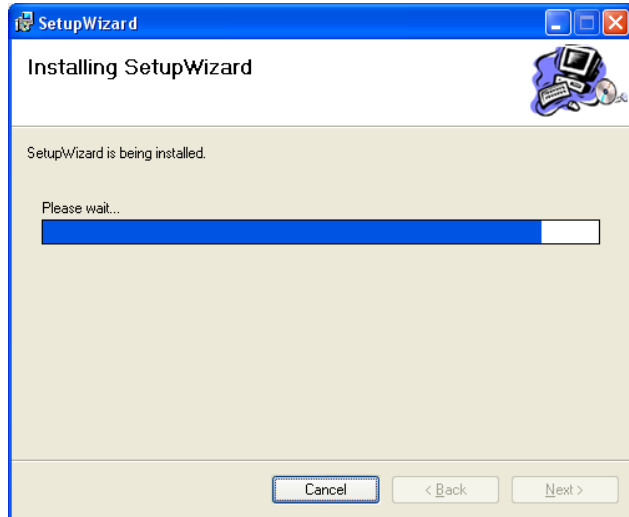 SetupWizard
Installing SetupWizard
SetupWizard is being installed.
Please wait...
Cancel
< Back
Next >